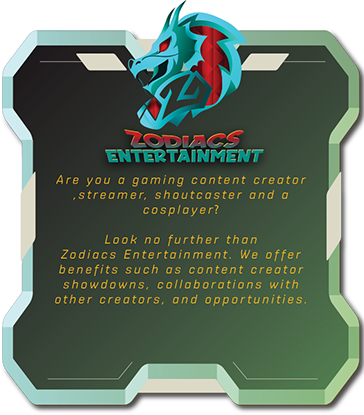 ZODIACS
ENTERTAINMENT
Are you a gaming content creator
,streamer, shoutcaster and a
cosplayer?
Look no further than
Zodiacs Entertainment. We offer
benefits such as content creator
showdowns, collaborations with
other creators, and opportunities.